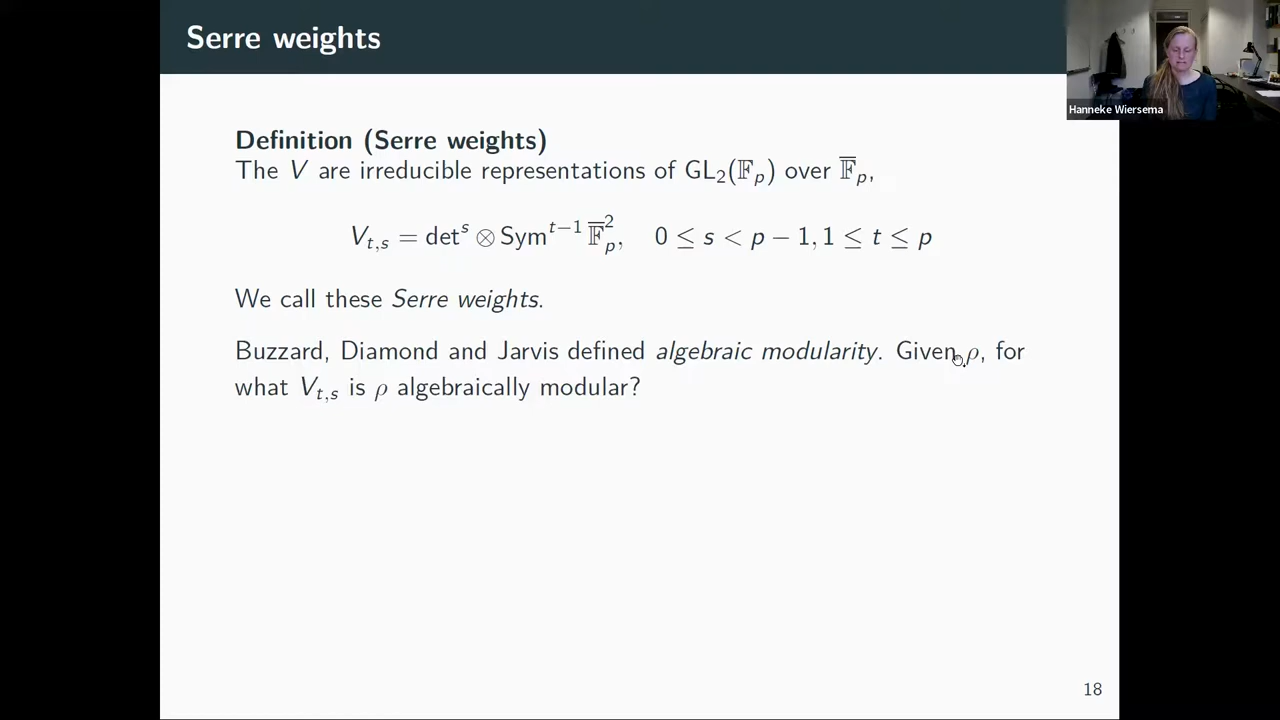 Serre weights
Hanneke Wiersema
Definition (Serre weights)
The V are irreducible representations of GL₂(𝔽ₚ) over 𝔽̅ₚ,
Vₜ,ₛ = detˢ ⊗ Symᵗ⁻¹ 𝔽̅ₚ², 0 ≤ s < p − 1, 1 ≤ t ≤ p
We call these Serre weights.
Buzzard, Diamond and Jarvis defined algebraic modularity. Given ρ, for
what Vₜ,ₛ is ρ algebraically modular?
18